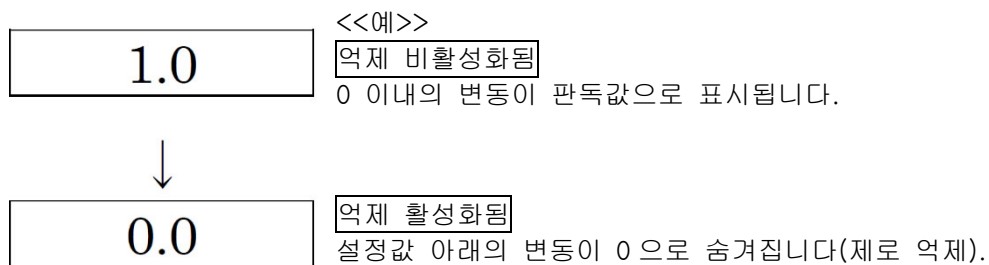 <<예>>
1.0
억제 비활성화됨
0 이내의 변동이 판독값으로 표시됩니다.
↓
0.0
억제 활성화됨
설정값 아래의 변동이 0 으로 숨겨집니다(제로 억제).